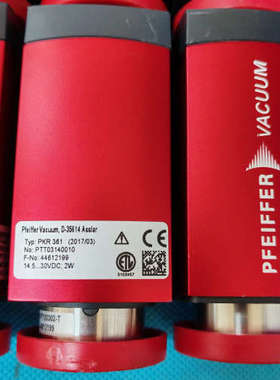 Pfeiffer Vacuum, D-35614 Asslar
Typ: PKR 361 (2017/03)
No: PTT03140010
F-No: 44612199
14.5...30VDC; 2W
PFEIFFER VACUUM